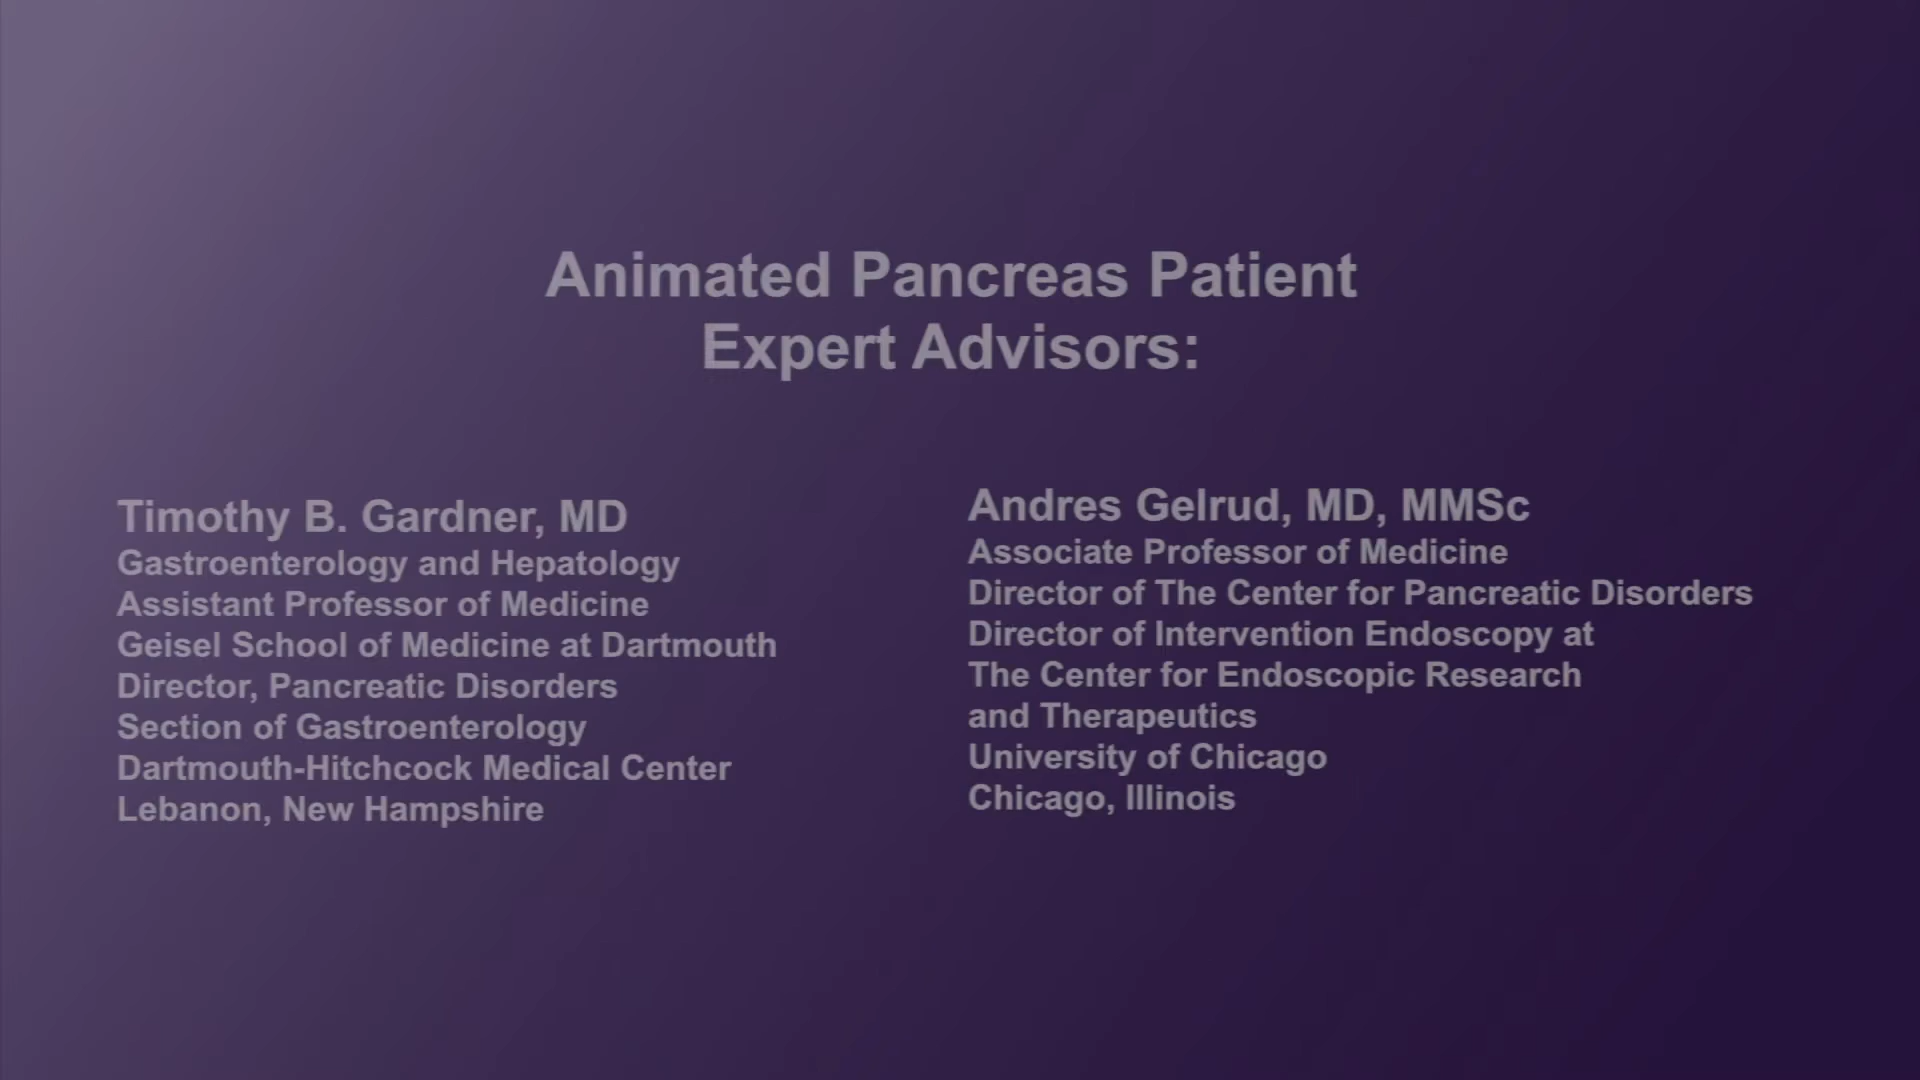 Animated Pancreas Patient
Expert Advisors:
Timothy B. Gardner, MD
Gastroenterology and Hepatology
Assistant Professor of Medicine
Geisel School of Medicine at Dartmouth
Director, Pancreatic Disorders
Section of Gastroenterology
Dartmouth-Hitchcock Medical Center
Lebanon, New Hampshire
Andres Gelrud, MD, MMSc
Associate Professor of Medicine
Director of The Center for Pancreatic Disorders
Director of Intervention Endoscopy at
The Center for Endoscopic Research
and Therapeutics
University of Chicago
Chicago, Illinois